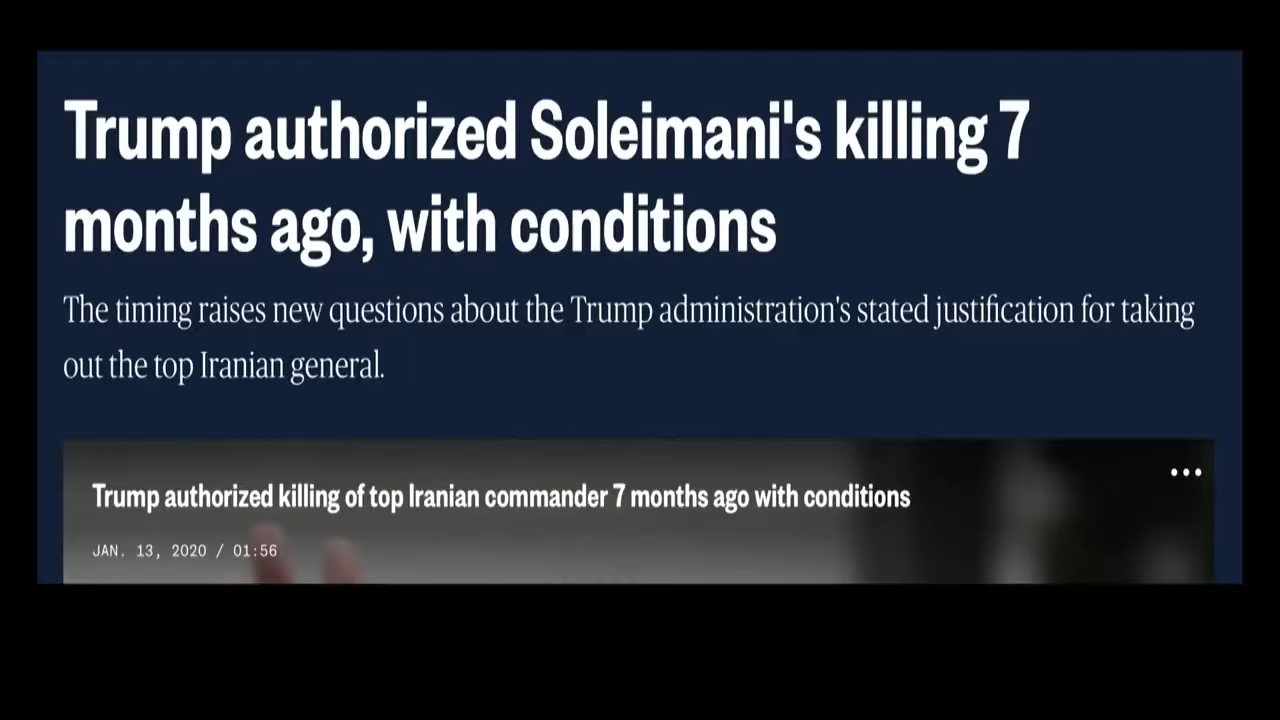 Trump authorized Soleimani's killing 7
months ago, with conditions
The timing raises new questions about the Trump administration's stated justification for taking
out the top Iranian general.
Trump authorized killing of top Iranian commander 7 months ago with conditions
JAN. 13, 2020 / 01:56